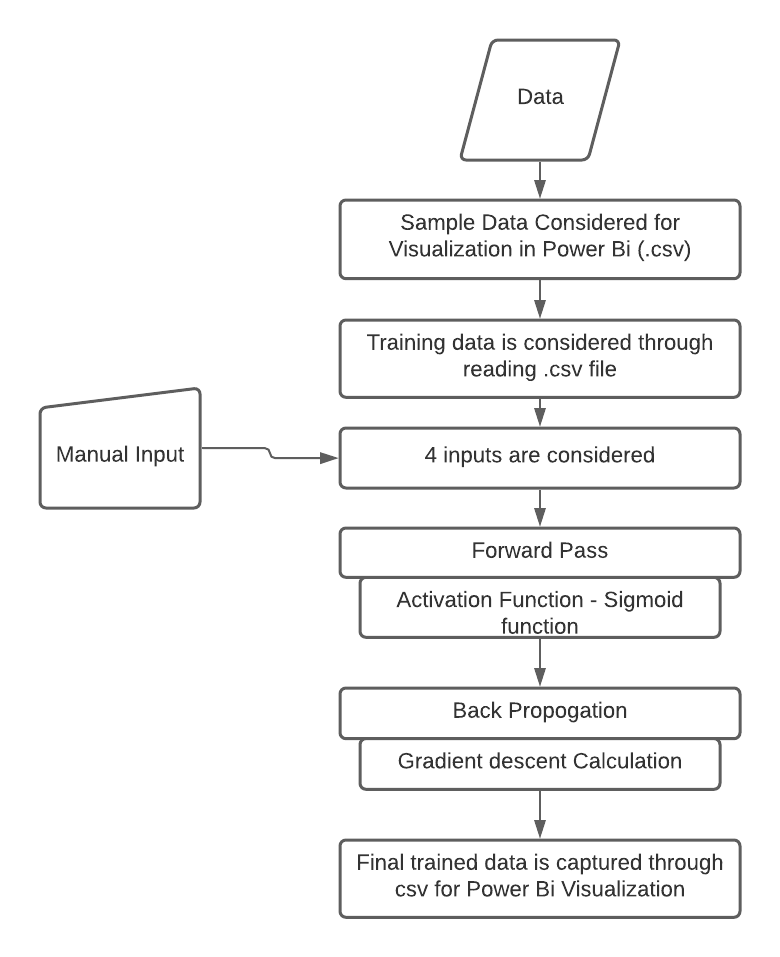 Data
Sample Data Considered for
Visualization in Power Bi (.csv)
Training data is considered through
reading .csv file
Manual Input
4 inputs are considered
Forward Pass
Activation Function - Sigmoid
function
Back Propogation
Gradient descent Calculation
Final trained data is captured through
csv for Power Bi Visualization